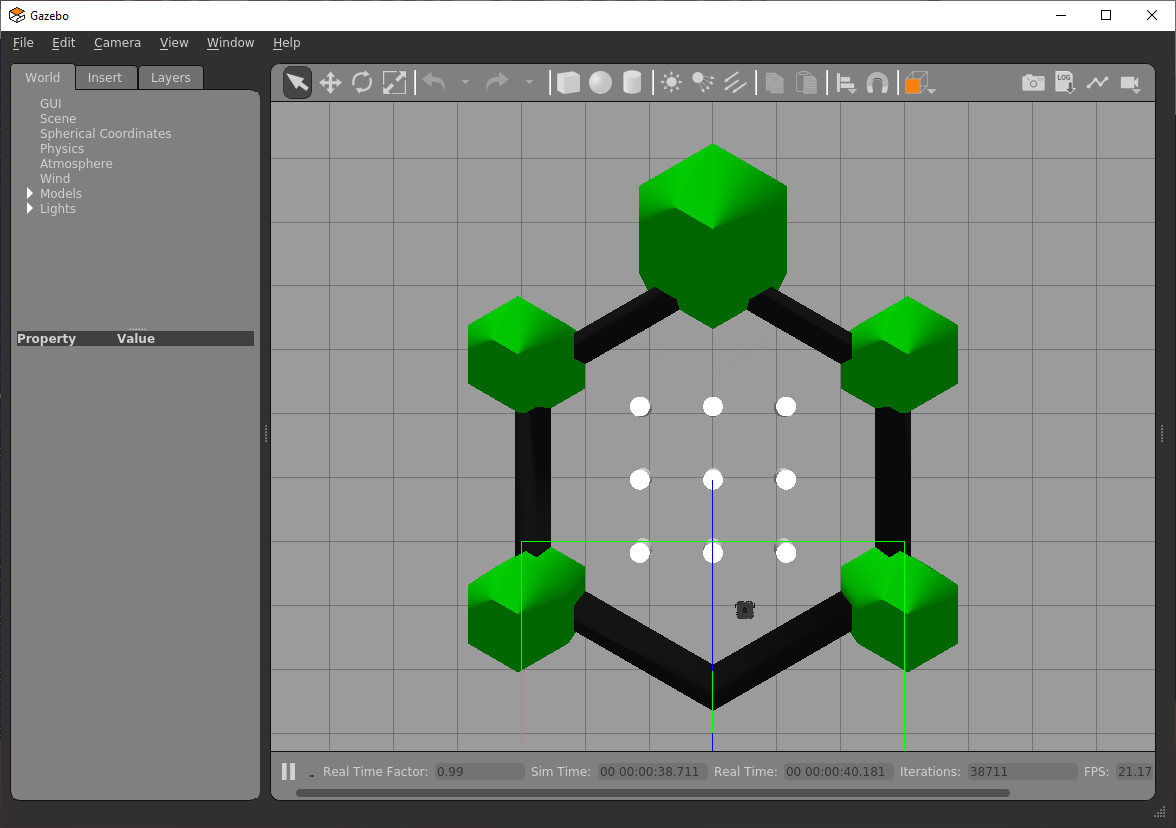 Gazebo
File Edit Camera View Window Help
World Insert Layers
LOG
GUI
Scene
Spherical Coordinates
Physics
Atmosphere
Wind
Models
Lights
Property Value
Real Time Factor: 0.99 Sim Time: 00 00:00:38.711 Real Time: 00 00:00:40.181 Iterations: 38711 FPS: 21.17